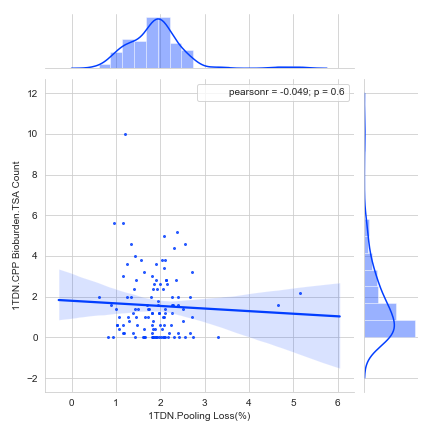 pearsonr = -0.049; p = 0.6
12
10
8
6
4
2
0
−2
1TDN.CPP Bioburden.TSA Count
0 1 2 3 4 5 6
1TDN.Pooling Loss(%)